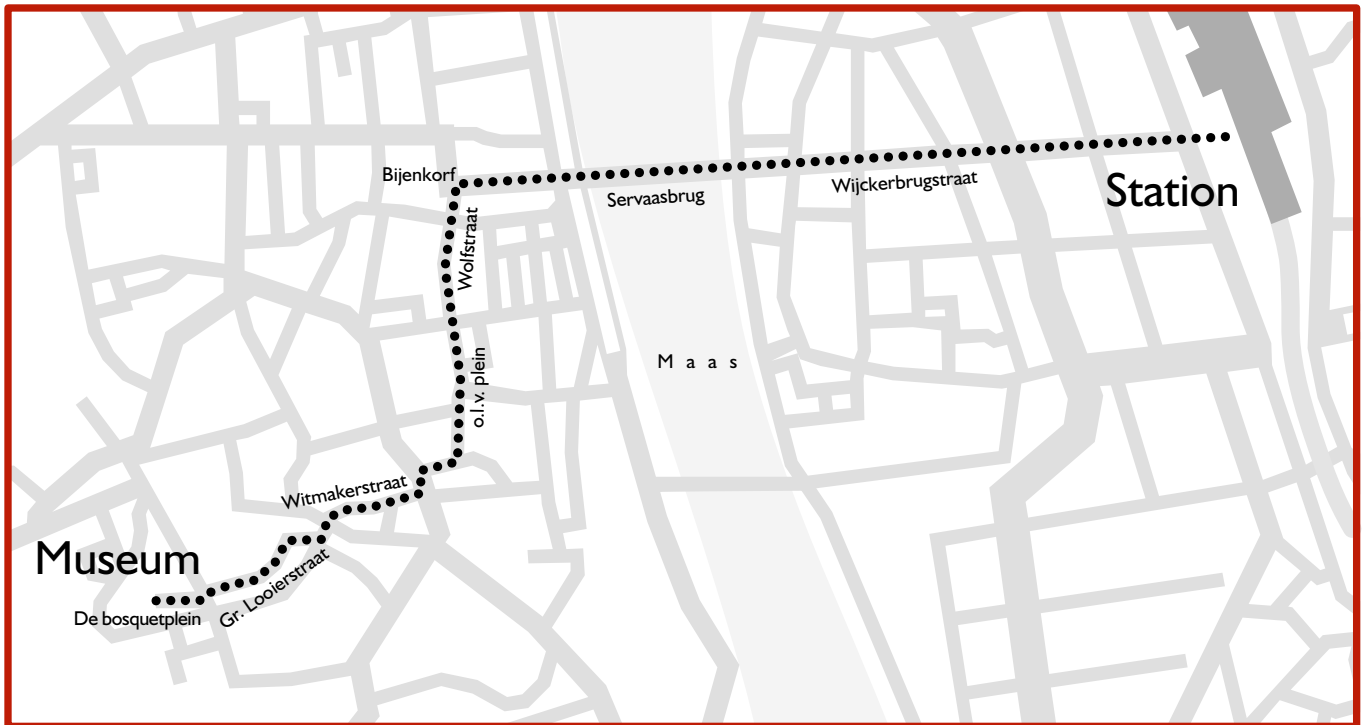 Bijenkorf
Servaasbrug
Wijckerbrugstraat
Station
Wolfstraat
M a a s
o.l.v. plein
Witmakerstraat
Museum
Gr. Looierstraat
De bosquetplein